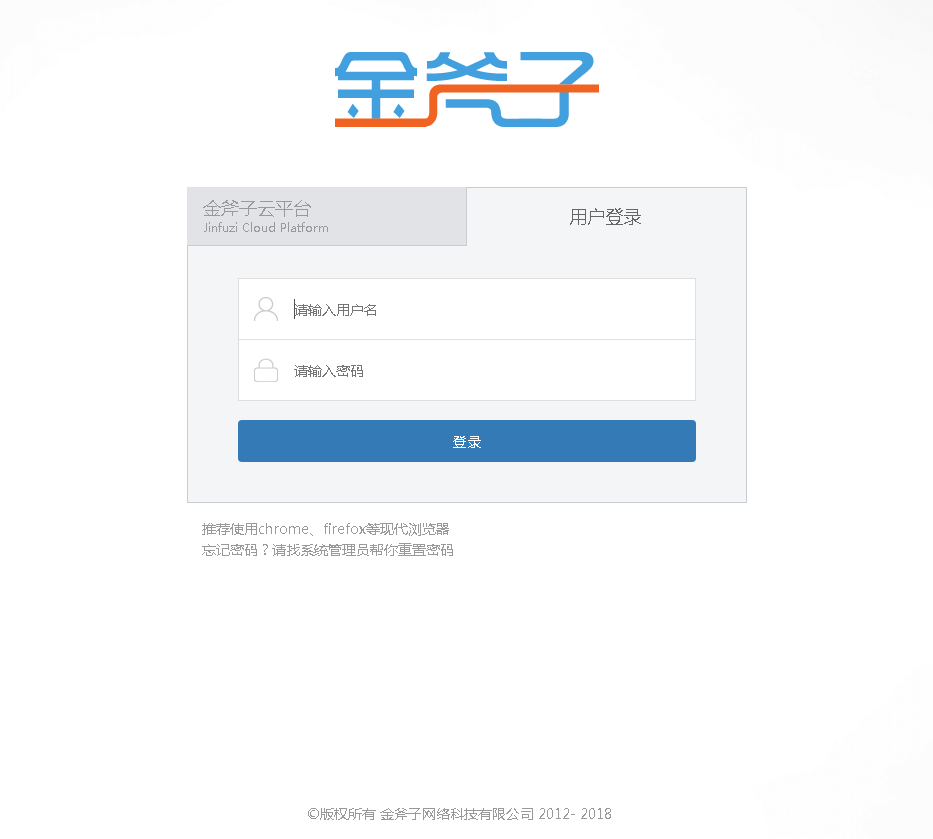 金斧子
金斧子云平台
Jinfuzi Cloud Platform
用户登录
请输入用户名
请输入密码
登录
推荐使用chrome、firefox等现代浏览器
忘记密码？请找系统管理员帮你重置密码
©版权所有 金斧子网络科技有限公司 2012- 2018